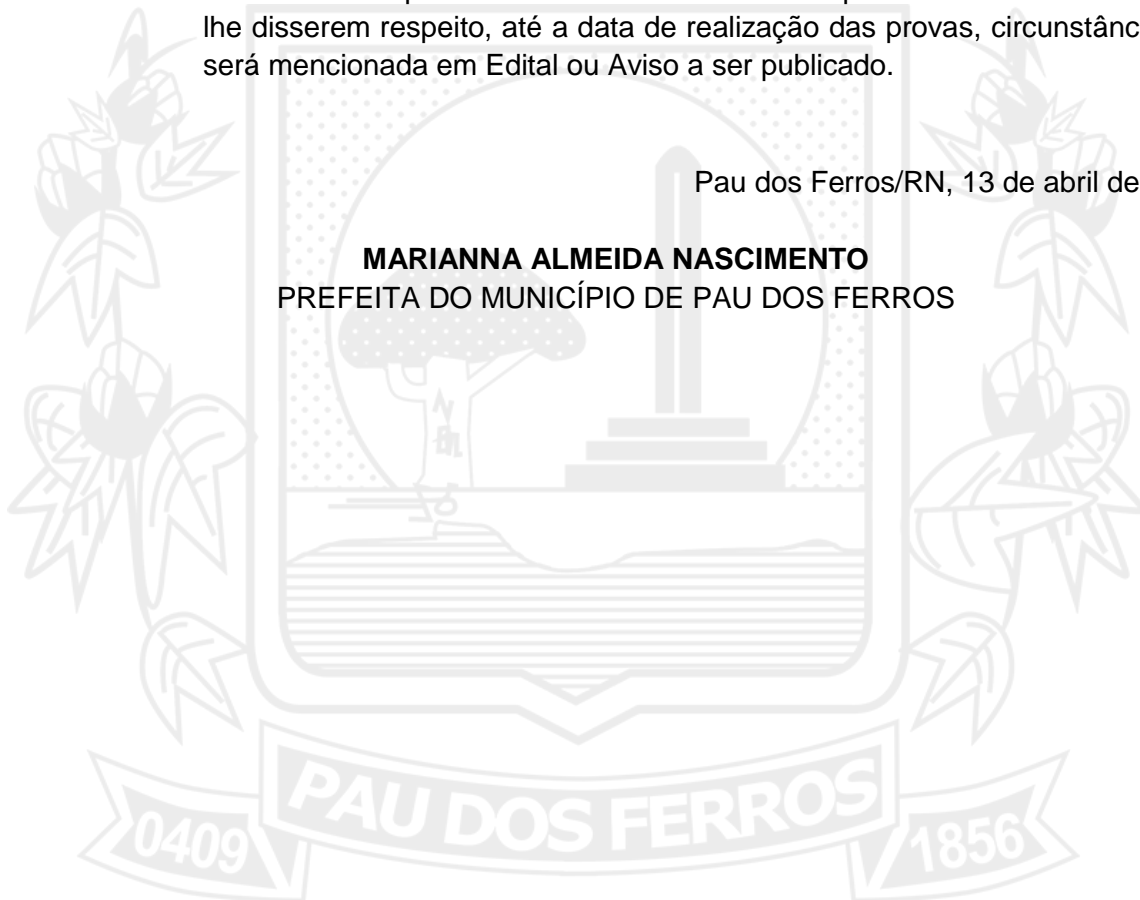 lhe disserem respeito, até a data de realização das provas,
será mencionada em Edital ou Aviso a ser publicado.
Pau dos Ferros/RN, 13 de abril de
MARIANNA ALMEIDA NASCIMENTO
PREFEITA DO MUNICÍPIO DE PAU DOS FERROS
PAU DOS FERROS
0409
1856